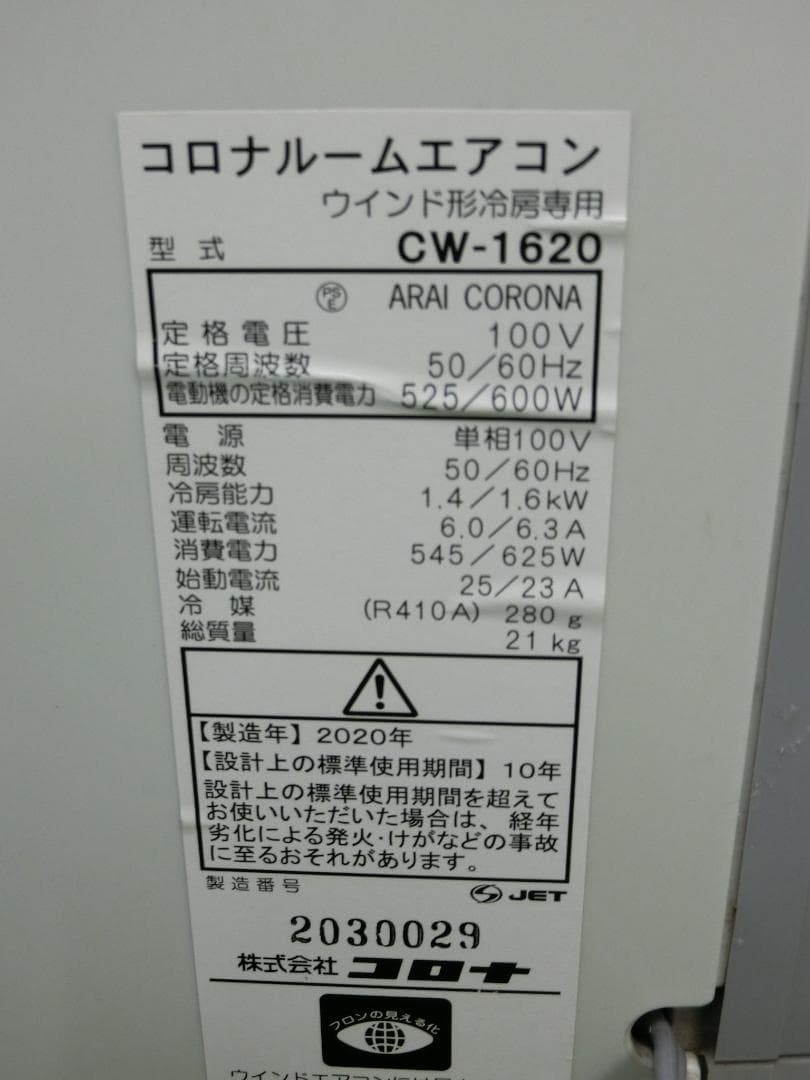 コロナルームエアコン
ウインド形冷房専用
型式 CW-1620
PSE ARAI CORONA
定格電圧 100V
定格周波数 50/60Hz
電動機の定格消費電力 525/600W
電源 単相100V
周波数 50/60Hz
冷房能力 1.4/1.6kW
運転電流 6.0/6.3A
消費電力 545/625W
始動電流 25/23A
冷媒 (R410A) 280g
総質量 21kg
【製造年】2020年
【設計上の標準使用期間】10年
設計上の標準使用期間を超えて
お使いいただいた場合は、経年
劣化による発火・けがなどの事故
に至るおそれがあります。
製造番号 JET
2030029
株式会社 コロナ
フロンの見える化